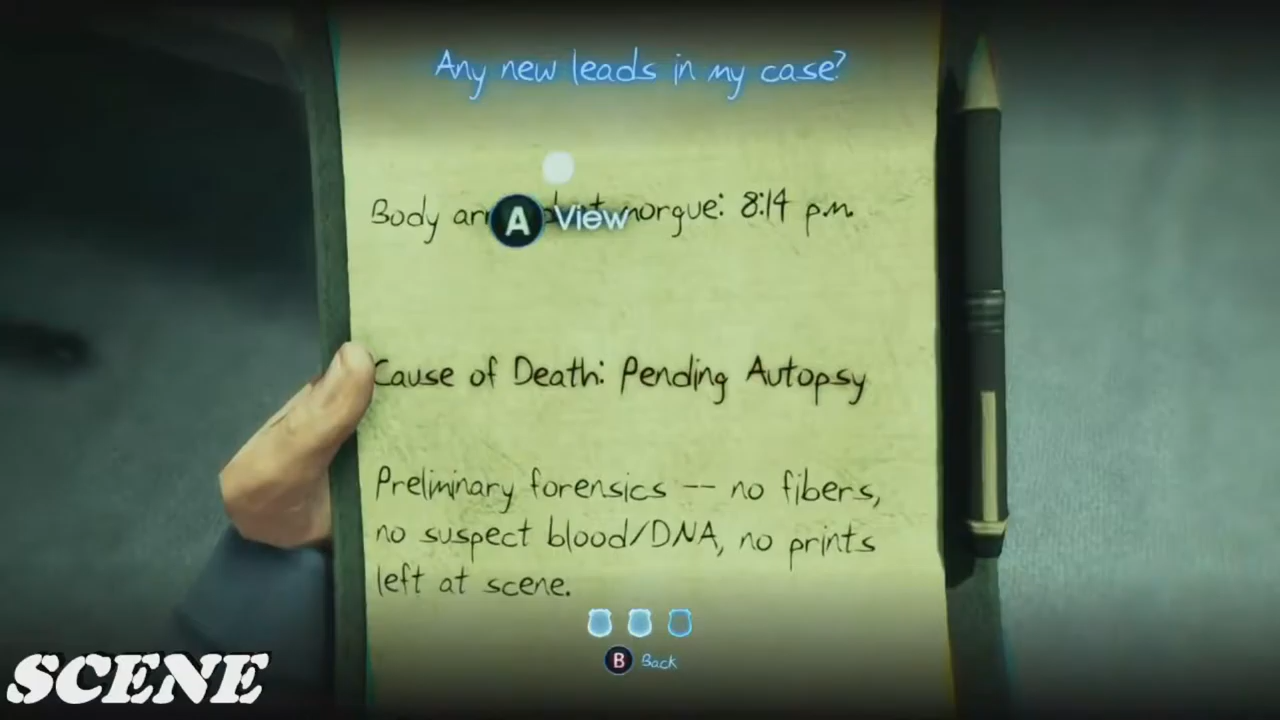 Any new leads in my case?
Body morgue: 8:14 p.m.
A View
Cause of Death: Pending Autopsy
Preliminary forensics -- no fibers,
no suspect blood/DNA, no prints
left at scene.
B Back
SCENE